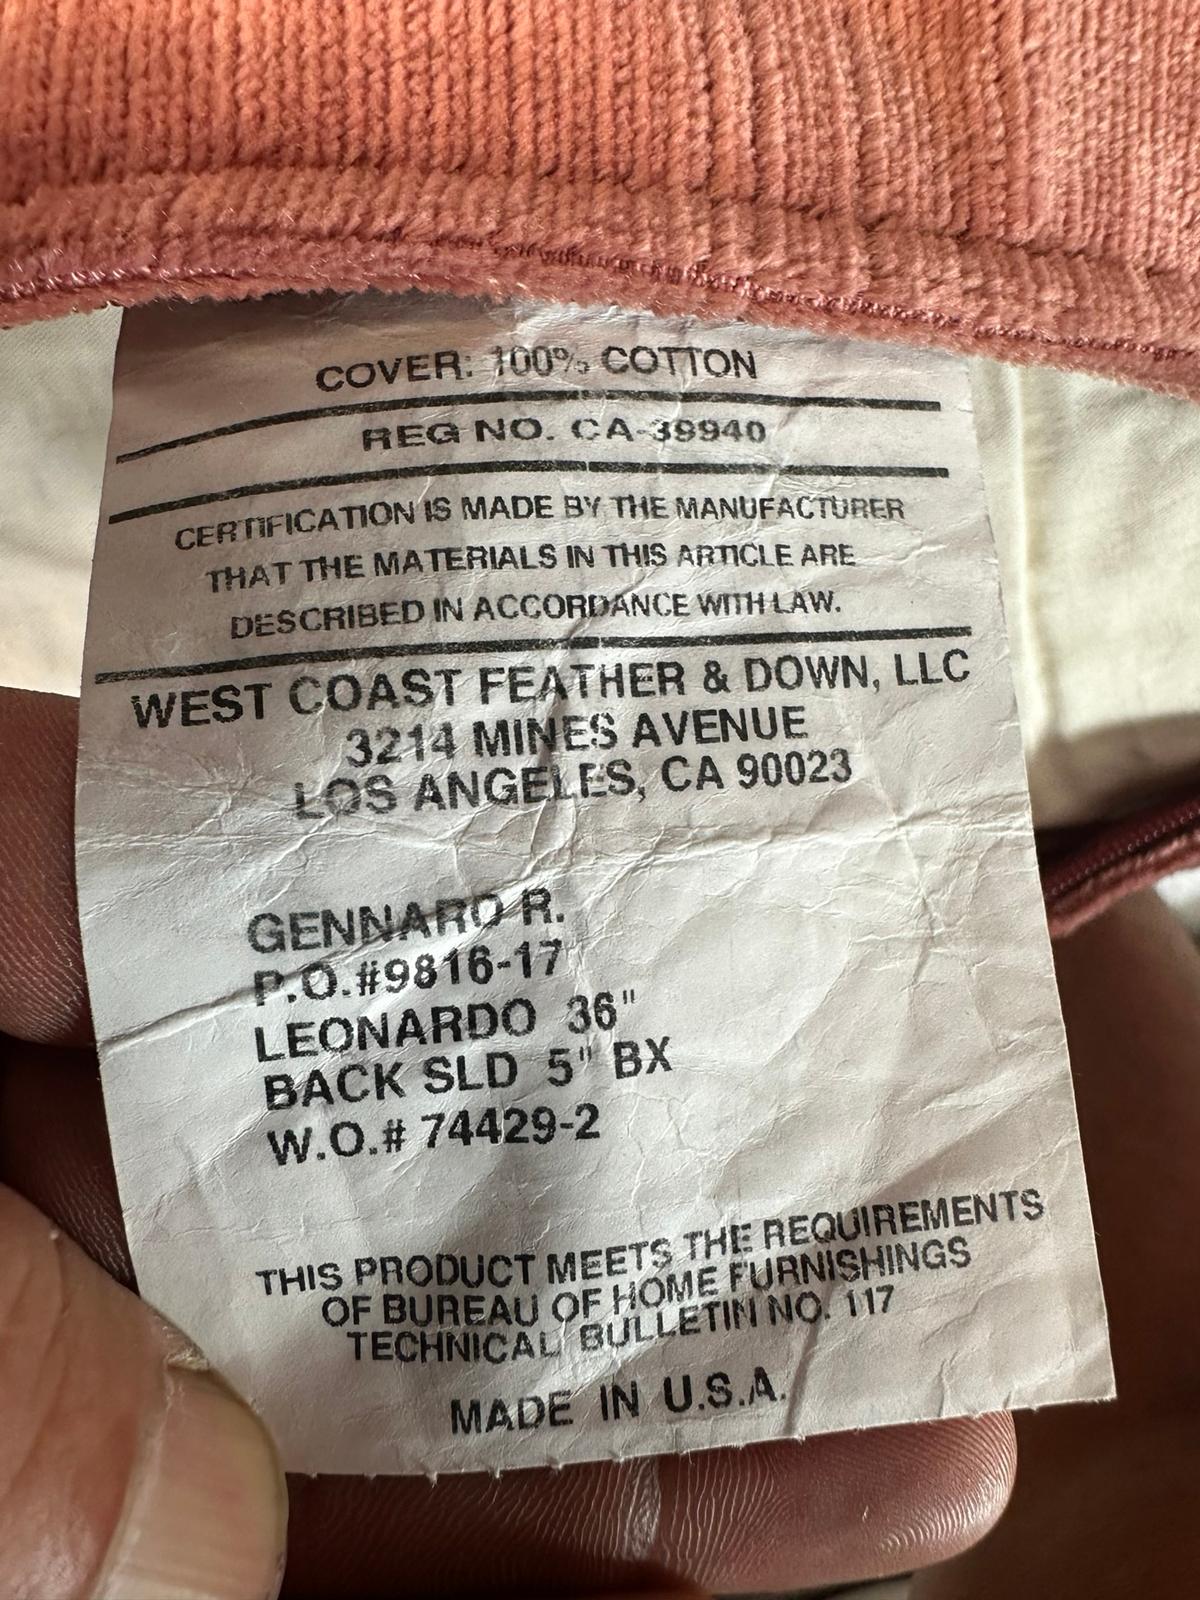 COVER: 100% COTTON
REG NO. CA-39940
CERTIFICATION IS MADE BY THE MANUFACTURER
THAT THE MATERIALS IN THIS ARTICLE ARE
DESCRIBED IN ACCORDANCE WITH LAW.
WEST COAST FEATHER & DOWN, LLC
3214 MINES AVENUE
LOS ANGELES, CA 90023
GENNARO R.
P.O.#9816-17
LEONARDO 36"
BACK SLD 5" BX
W.O.# 74429-2
THIS PRODUCT MEETS THE REQUIREMENTS
OF BUREAU OF HOME FURNISHINGS
TECHNICAL BULLETIN NO. 117
MADE IN U.S.A.